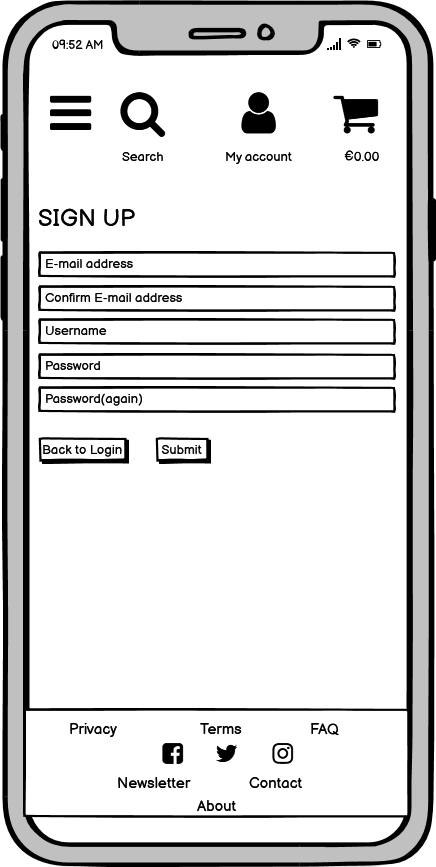 09:52 AM
Search My account €0.00
SIGN UP
E-mail address
Confirm E-mail address
Username
Password
Password(again)
Back to Login Submit
Privacy Terms FAQ
Newsletter Contact
About